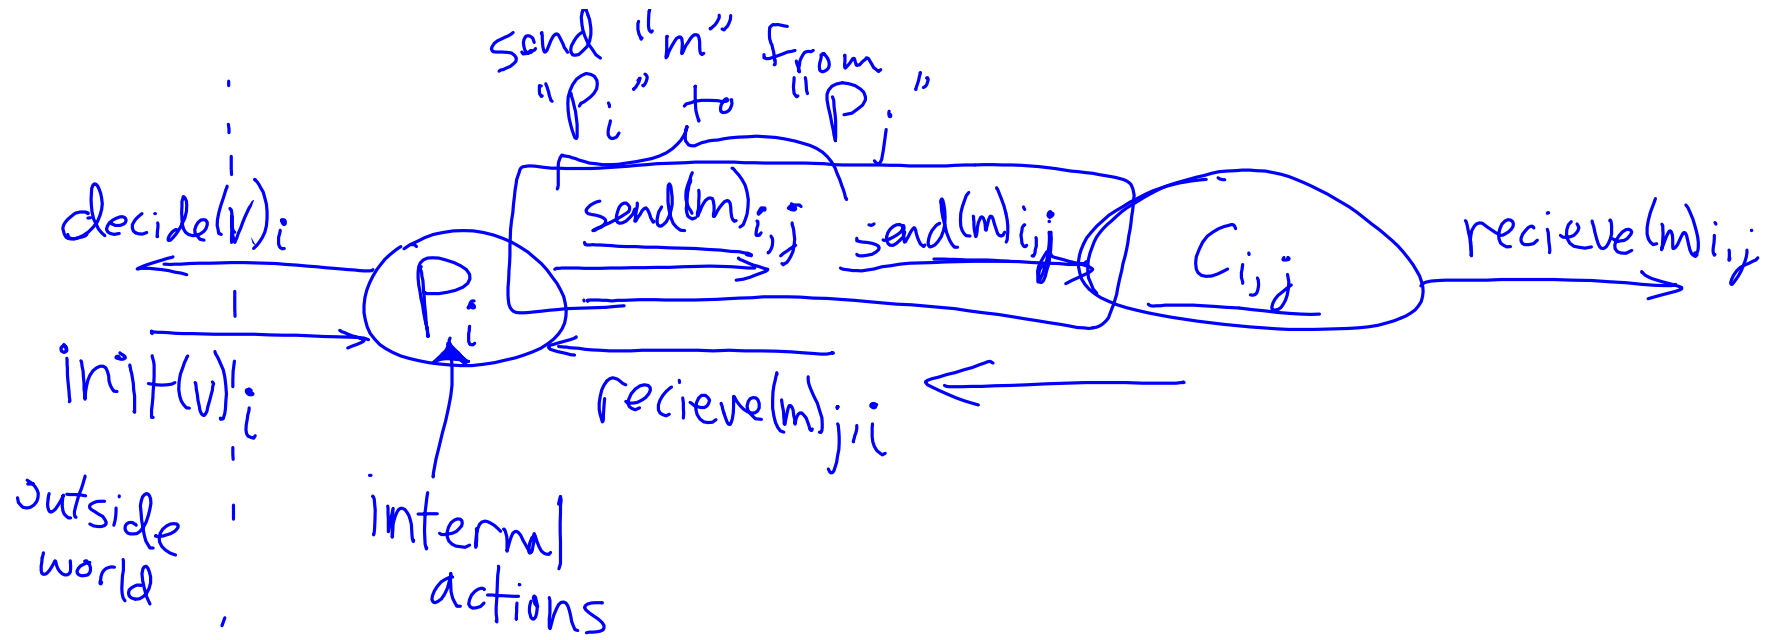 send "m" from
"Pi" to "Pj"
decide(v)i
send(m)i,j
send(m)i,j
Ci,j
recieve(m)i,j
Pi
init(v)i
recieve(m)j,i
outside
world
internal
actions